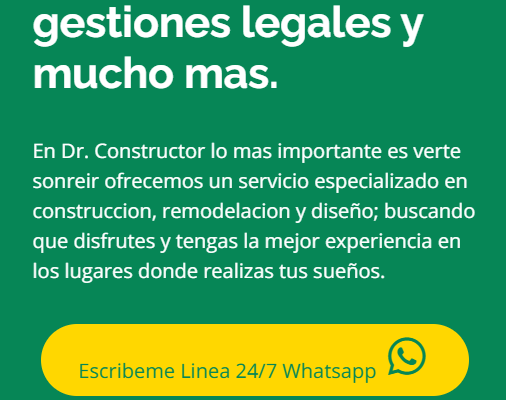 gestiones legales y
mucho mas.
En Dr. Constructor lo mas importante es verte
sonreir ofrecemos un servicio especializado en
construccion, remodelacion y diseño; buscando
que disfrutes y tengas la mejor experiencia en
los lugares donde realizas tus sueños.
Escribeme Linea 24/7 Whatsapp